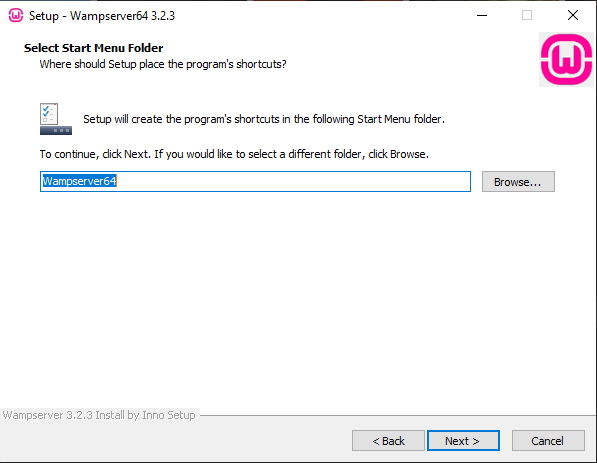 Setup - Wampserver64 3.2.3
Select Start Menu Folder
Where should Setup place the program's shortcuts?
Setup will create the program's shortcuts in the following Start Menu folder.
To continue, click Next. If you would like to select a different folder, click Browse.
Wampserver64
Browse...
Wampserver 3.2.3 Install by Inno Setup
< Back
Next >
Cancel